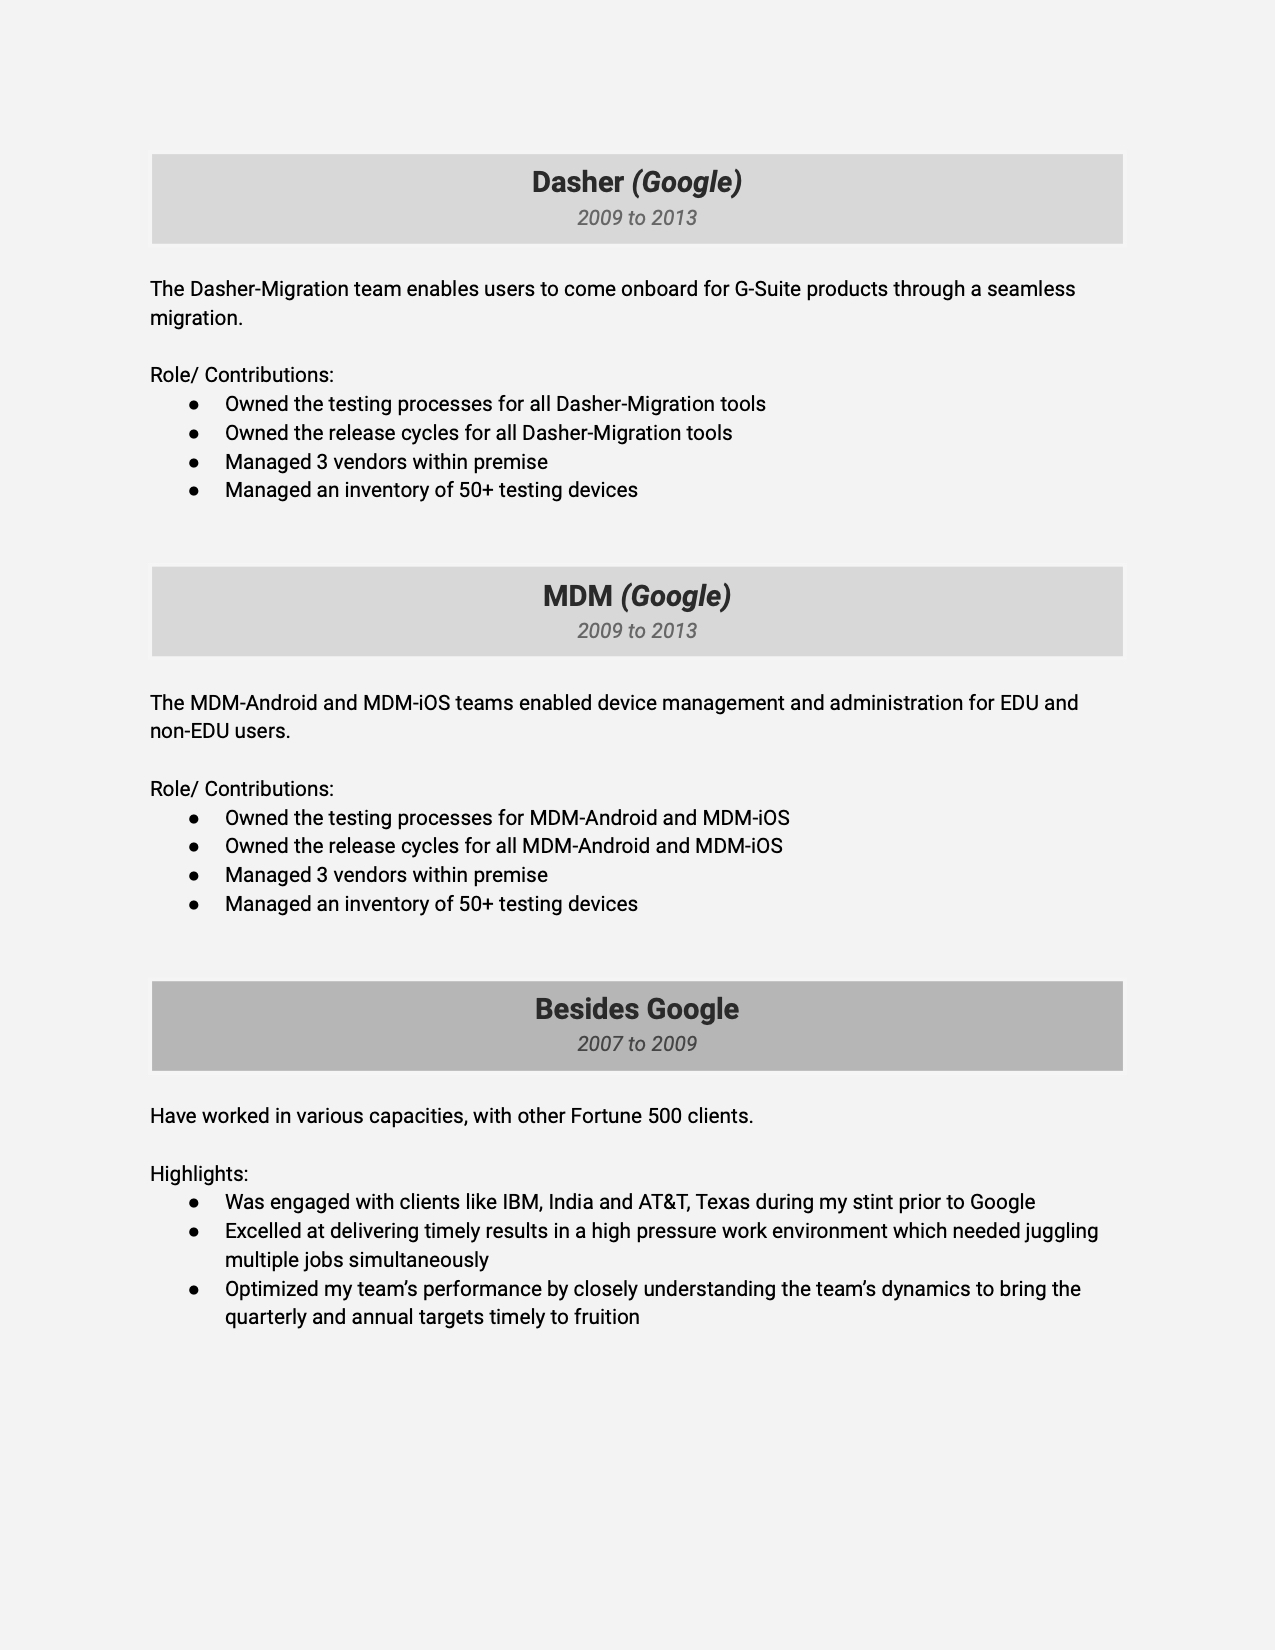 Dasher (Google)
2009 to 2013
The Dasher-Migration team enables users to come onboard for G-Suite products through a seamless
migration.
Role/ Contributions:
● Owned the testing processes for all Dasher-Migration tools
● Owned the release cycles for all Dasher-Migration tools
● Managed 3 vendors within premise
● Managed an inventory of 50+ testing devices
MDM (Google)
2009 to 2013
The MDM-Android and MDM-iOS teams enabled device management and administration for EDU and
non-EDU users.
Role/ Contributions:
● Owned the testing processes for MDM-Android and MDM-iOS
● Owned the release cycles for all MDM-Android and MDM-iOS
● Managed 3 vendors within premise
● Managed an inventory of 50+ testing devices
Besides Google
2007 to 2009
Have worked in various capacities, with other Fortune 500 clients.
Highlights:
● Was engaged with clients like IBM, India and AT&T, Texas during my stint prior to Google
● Excelled at delivering timely results in a high pressure work environment which needed juggling
multiple jobs simultaneously
● Optimized my team’s performance by closely understanding the team’s dynamics to bring the
quarterly and annual targets timely to fruition